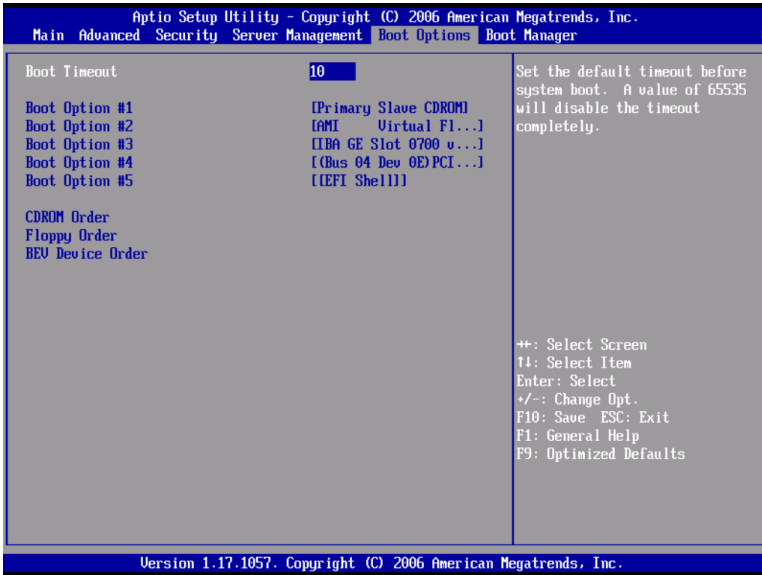 Aptio Setup Utility - Copyright (C) 2006 American Megatrends, Inc.
Main Advanced Security Server Management Boot Options Boot Manager
Boot Timeout 10
Boot Option #1 [Primary Slave CDROM]
Boot Option #2 [AMI Virtual Fl...]
Boot Option #3 [IBA GE Slot 0700 v...]
Boot Option #4 [(Bus 04 Dev 0E)PCI...]
Boot Option #5 [[EFI Shell]]
CDROM Order
Floppy Order
BEV Device Order
Set the default timeout before
system boot. A value of 65535
will disable the timeout
completely.
→←: Select Screen
↑↓: Select Item
Enter: Select
+/-: Change Opt.
F10: Save ESC: Exit
F1: General Help
F9: Optimized Defaults
Version 1.17.1057. Copyright (C) 2006 American Megatrends, Inc.